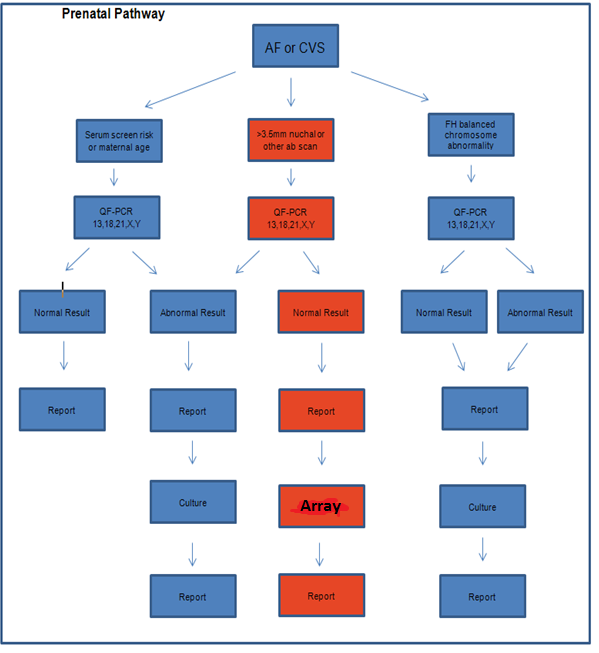 Prenatal Pathway
AF or CVS
Serum screen risk
or maternal age
>3.5mm nuchal or
other ab scan
FH balanced
chromosome
abnormality
QF-PCR
13,18,21,X,Y
QF-PCR
13,18,21,X,Y
QF-PCR
13,18,21,X,Y
Normal Result
Abnormal Result
Normal Result
Normal Result
Abnormal Result
Report
Report
Report
Report
Culture
Array
Culture
Report
Report
Report